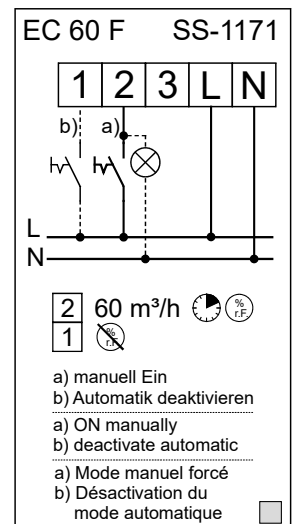 EC 60 F SS-1171
1 2 3 L N
b) a)
L
N
2 60 m³/h % r.F.
1 % r.F.
a) manuell Ein
b) Automatik deaktivieren
a) ON manually
b) deactivate automatic
a) Mode manuel forcé
b) Désactivation du
mode automatique